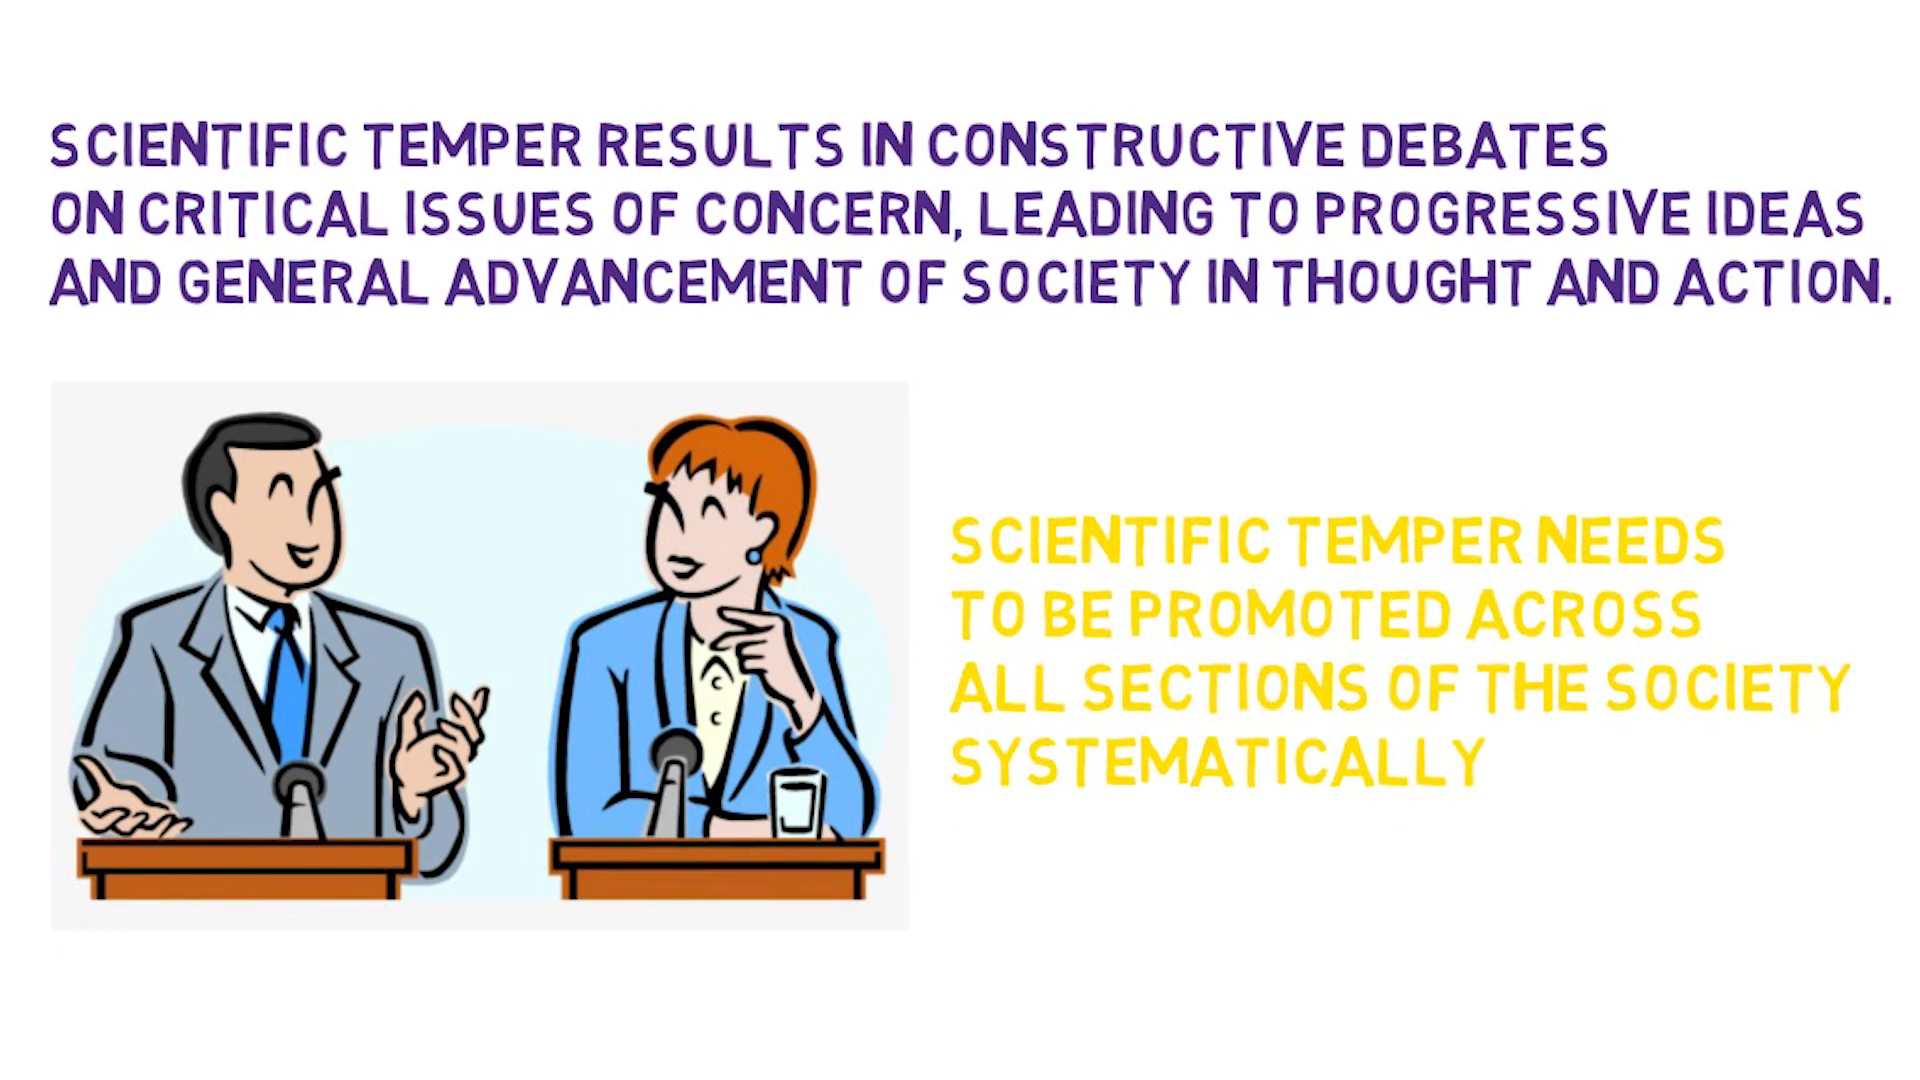 SCIENTIFIC TEMPER RESULTS IN CONSTRUCTIVE DEBATES
ON CRITICAL ISSUES OF CONCERN, LEADING TO PROGRESSIVE IDEAS
AND GENERAL ADVANCEMENT OF SOCIETY IN THOUGHT AND ACTION.
SCIENTIFIC TEMPER NEEDS
TO BE PROMOTED ACROSS
ALL SECTIONS OF THE SOCIETY
SYSTEMATICALLY